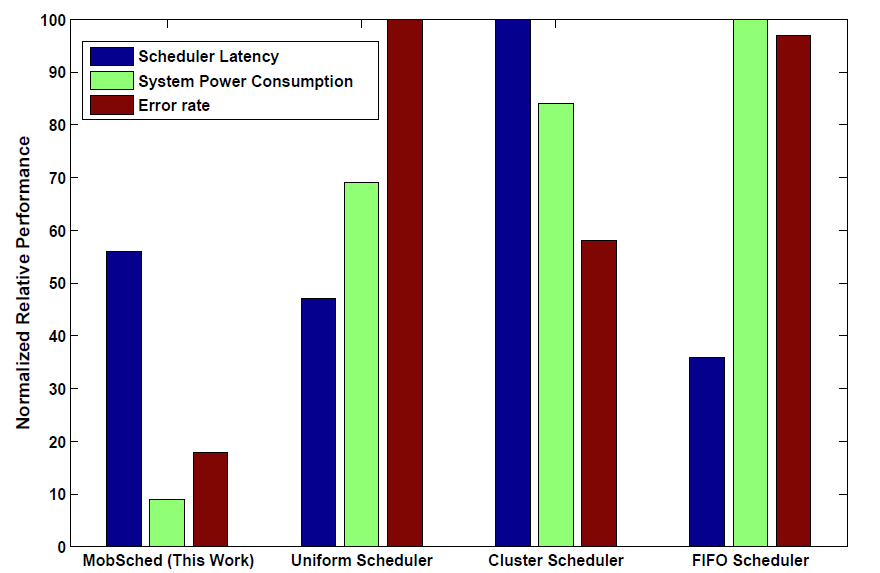 Normalized Relative Performance
100
90
80
70
60
50
40
30
20
10
0
Scheduler Latency
System Power Consumption
Error rate
MobSched (This Work) Uniform Scheduler Cluster Scheduler FIFO Scheduler